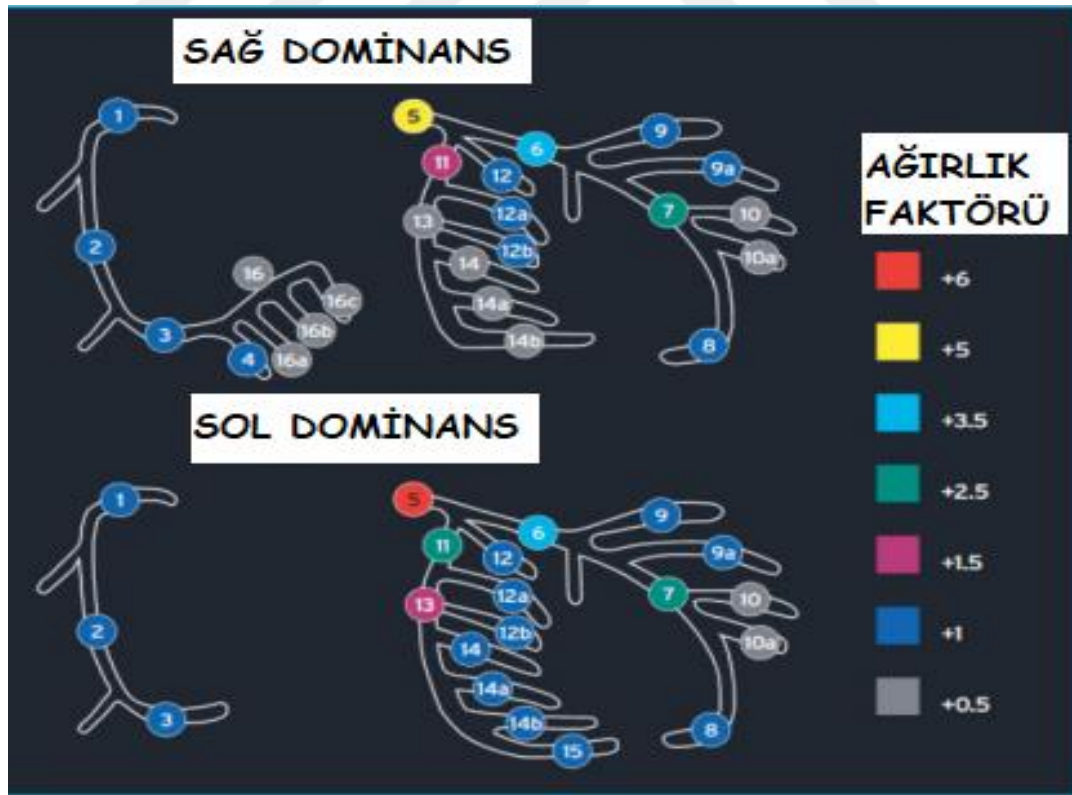 SAĞ DOMİNANS
1
2
3
4
16
16a
16b
16c
5
6
7
8
9
9a
10
10a
11
12
12a
12b
13
14
14a
14b
AĞIRLIK
FAKTÖRÜ
+6
+5
+3.5
+2.5
+1.5
+1
+0.5
SOL DOMİNANS
1
2
3
5
6
7
8
9
9a
10
10a
11
12
12a
12b
13
14
14a
14b
15